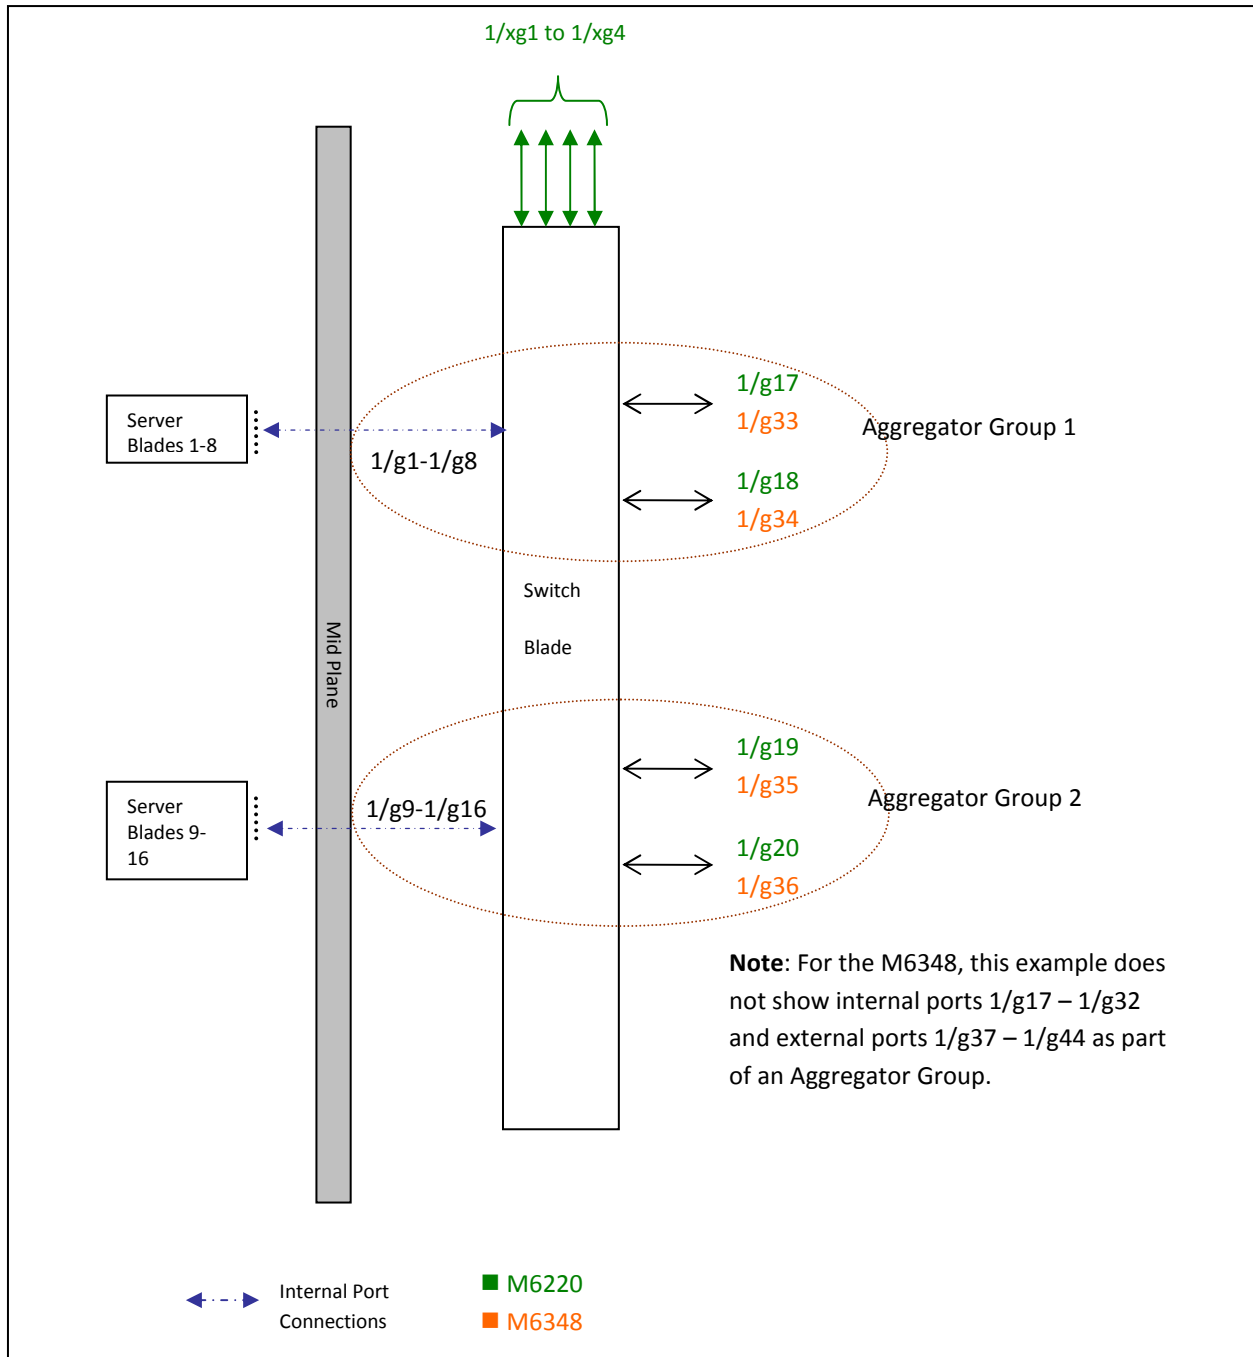 1/xg1 to 1/xg4
1/g17
1/g33
Aggregator Group 1
Server
Blades 1-8
1/g1-1/g8
1/g18
1/g34
Switch
Blade
Mid Plane
1/g19
1/g35
Aggregator Group 2
Server
Blades 9-
16
1/g9-1/g16
1/g20
1/g36
Note: For the M6348, this example does
not show internal ports 1/g17 – 1/g32
and external ports 1/g37 – 1/g44 as part
of an Aggregator Group.
Internal Port
Connections
M6220
M6348